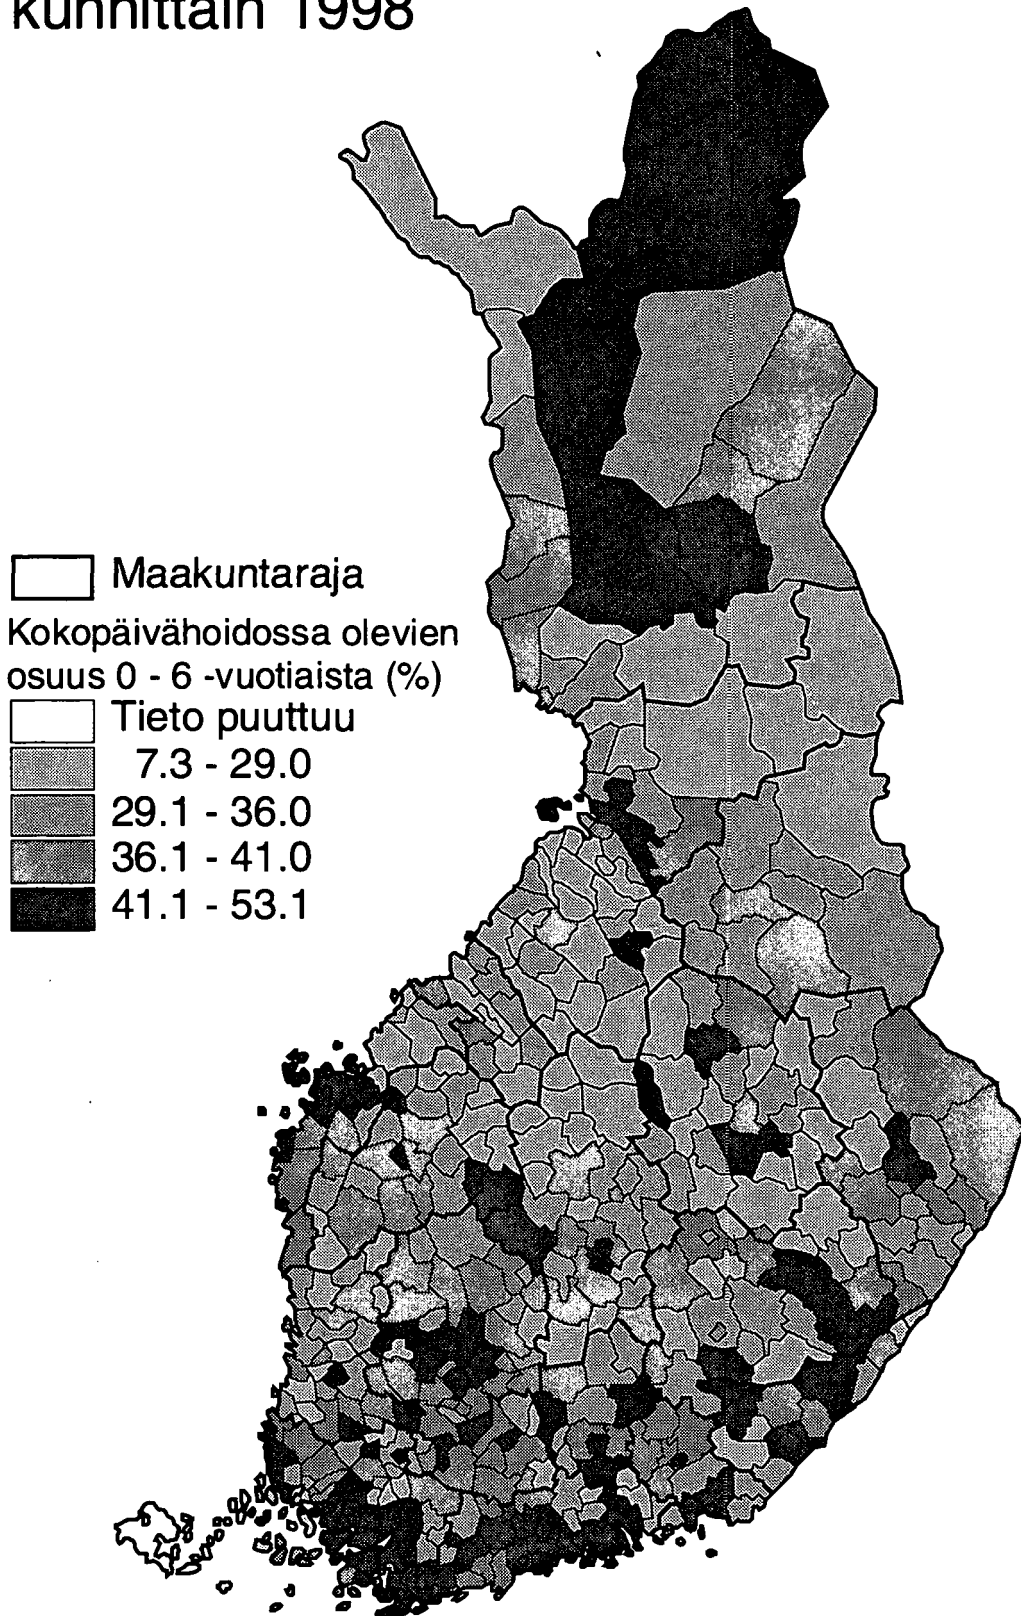 kunnittain 1998
Maakuntaraja
Kokopäivähoidossa olevien
osuus 0 - 6 -vuotiaista (%)
Tieto puuttuu
7.3 - 29.0
29.1 - 36.0
36.1 - 41.0
41.1 - 53.1